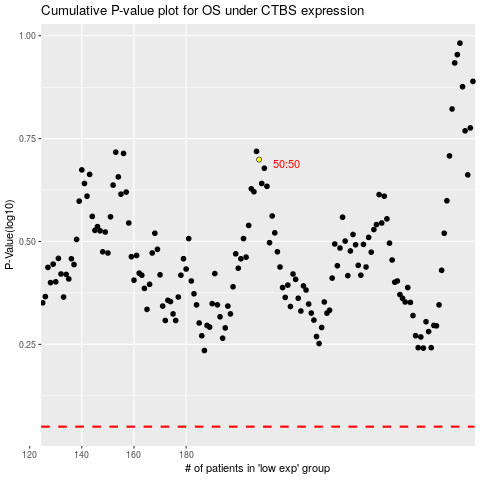 Cumulative P-value plot for OS under CTBS expression
1.00
0.75
0.50
0.25
P-Value(log10)
50:50
120 140 160 180
# of patients in 'low exp' group